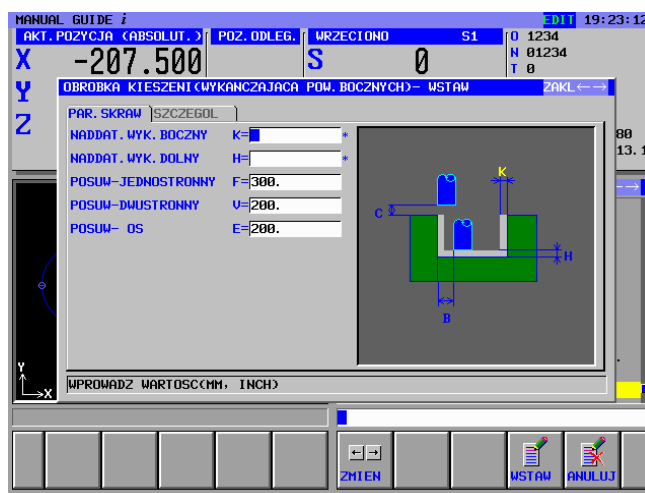 MANUAL GUIDE i EDIT 19:23:12
AKT.POZYCJA (ABSOLUT.) POZ.ODLEG. WRZECIONO S1 O 1234
X -207.500 S 0 N 01234
T 0
Y OBROBKA KIESZENI(WYKANCZAJACA POW.BOCZNYCH)- WSTAW ZAKL←→
PAR.SKRAW SZCZEGOL
Z
NADDAT.WYK.BOCZNY K= *
NADDAT.WYK.DOLNY H= *
POSUW-JEDNOSTRONNY F=300.
POSUW-DWUSTRONNY V=200.
POSUW- OS E=200.
K
C
H
B
80
13.1
Y
X
WPROWADZ WARTOSC(MM, INCH)
←→
ZMIEN WSTAW ANULUJ